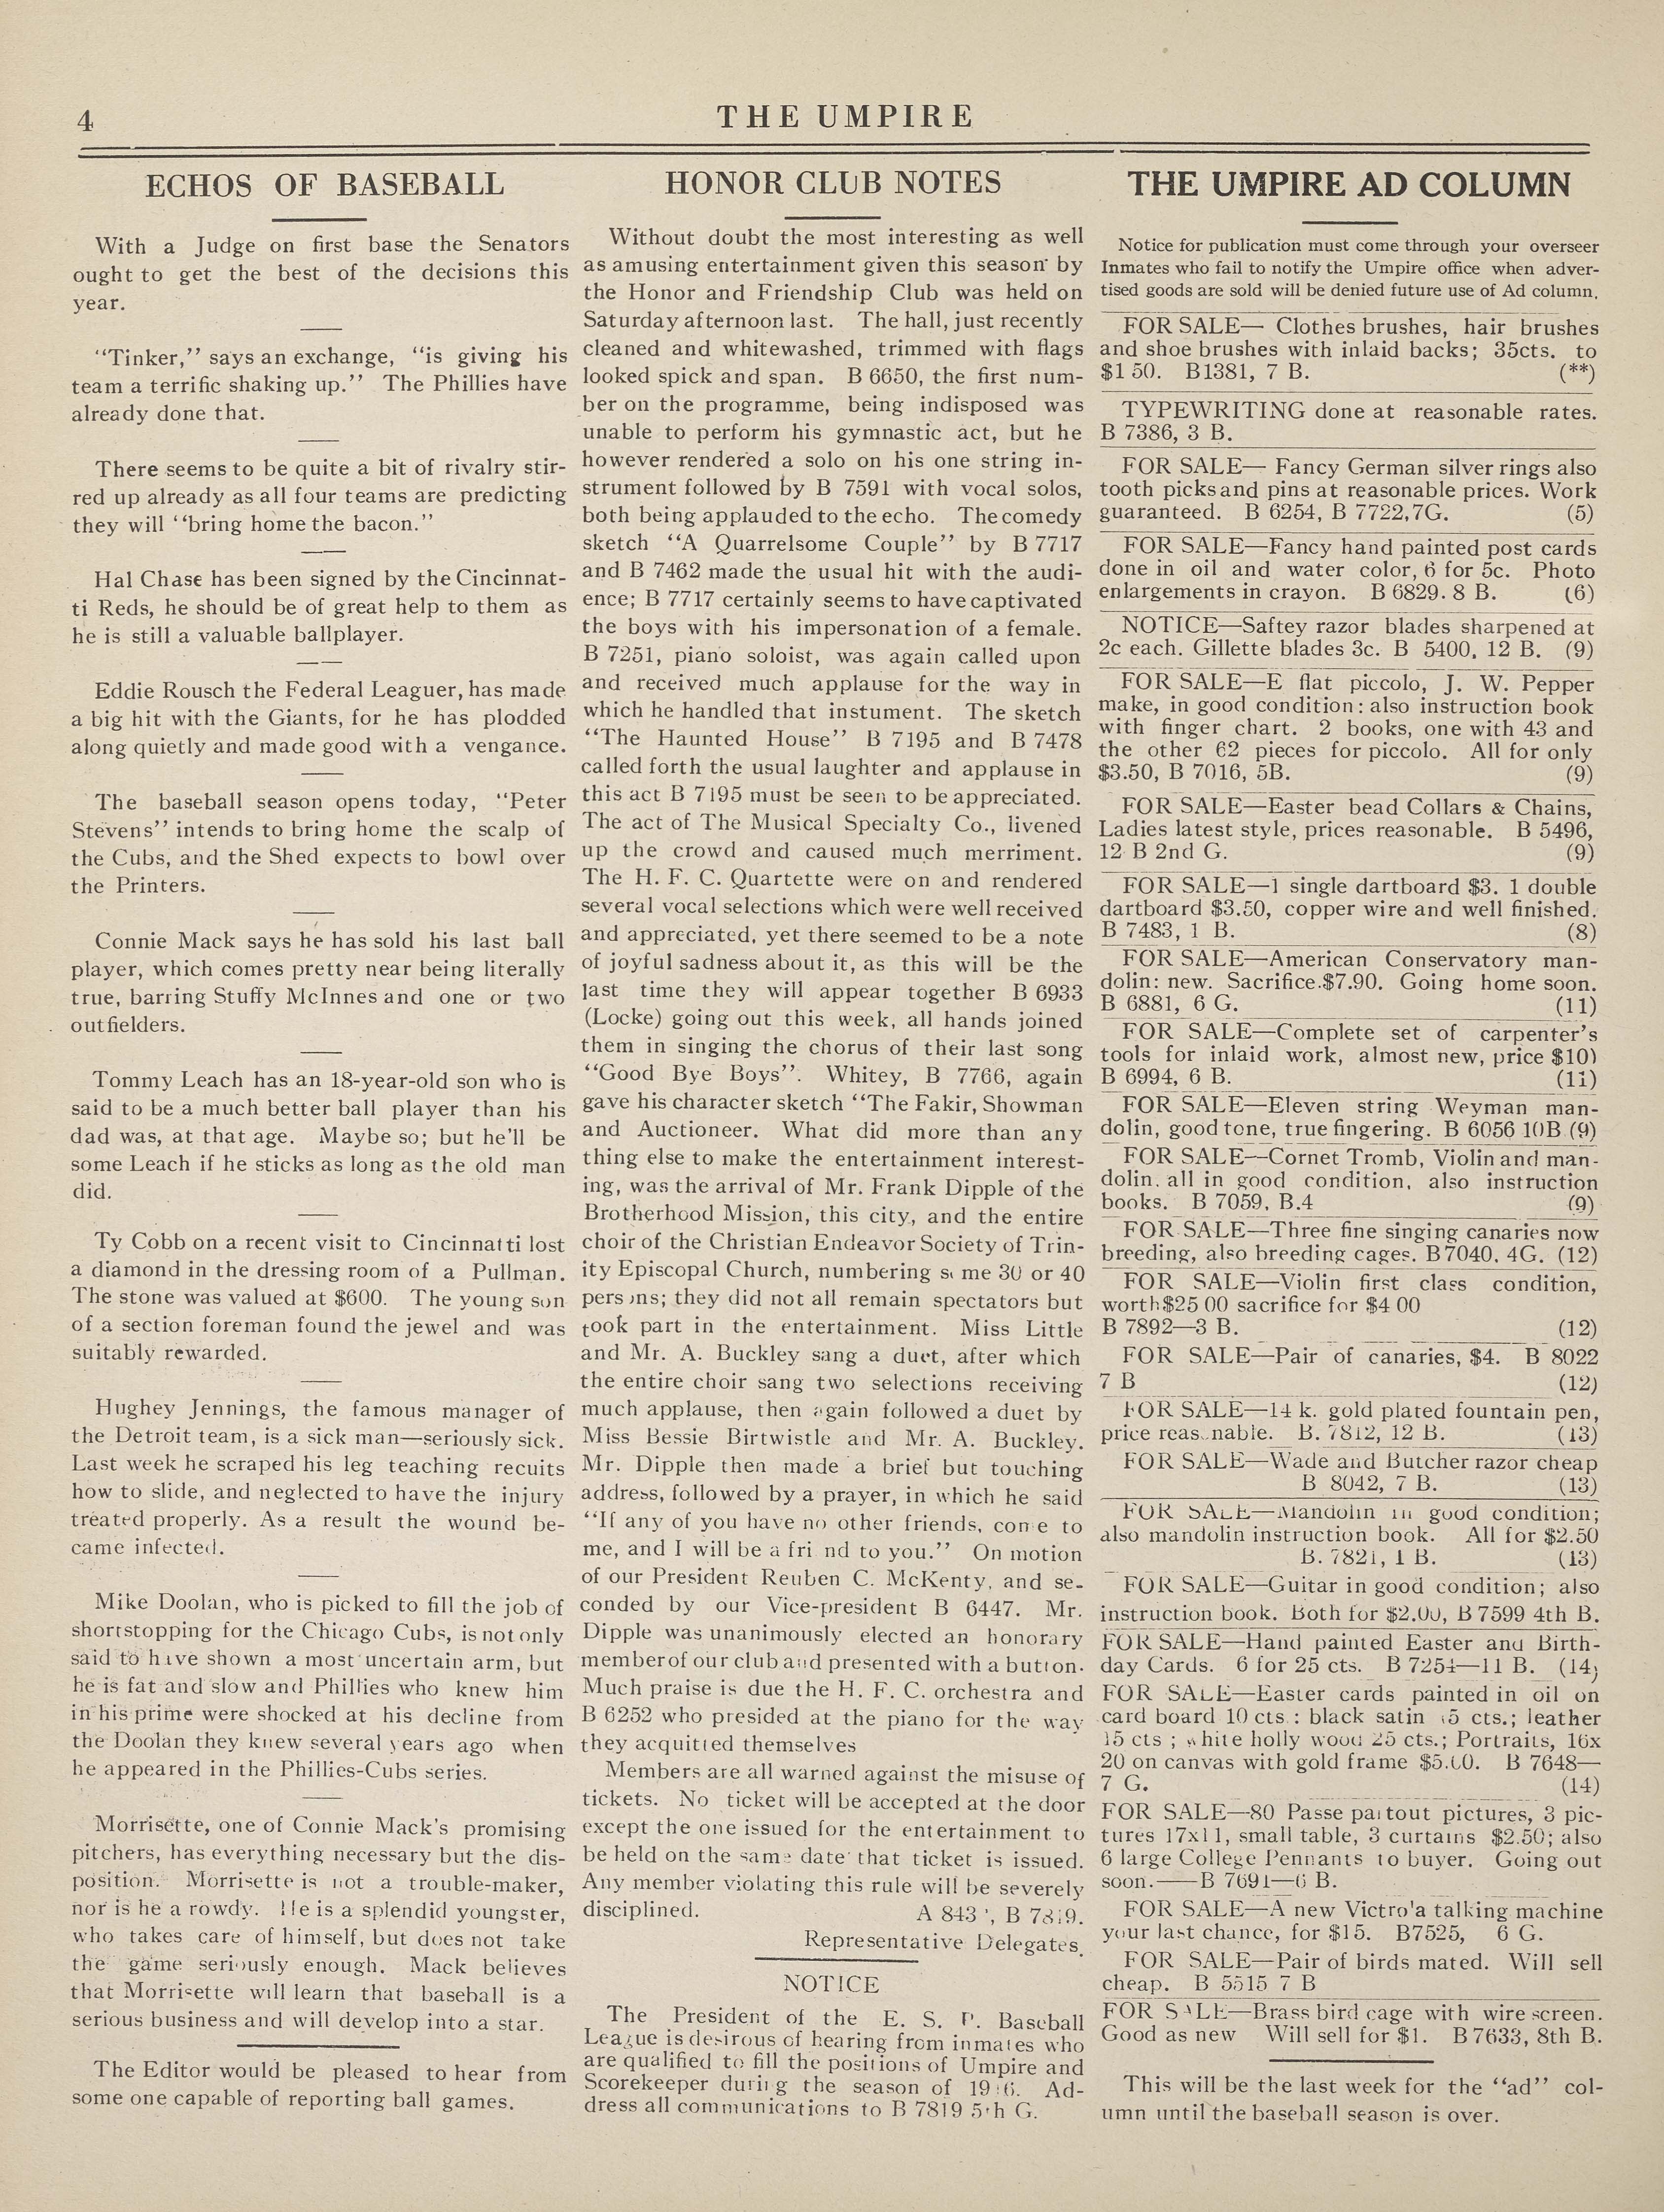 4
THE UMPIRE
ECHOS OF BASEBALL
With a Judge on first base the Senators
ought to get the best of the decisions this
year.
"Tinker," says an exchange, "is giving his
team a terrific shaking up." The Phillies have
already done that.
There seems to be quite a bit of rivalry stir-
red up already as all four teams are predicting
they will "bring home the bacon."
Hal Chase has been signed by the Cincinnat-
ti Reds, he should be of great help to them as
he is still a valuable ballplayer.
Eddie Rousch the Federal Leaguer, has made
a big hit with the Giants, for he has plodded
along quietly and made good with a vengance.
The baseball season opens today, "Peter
Stevens" intends to bring home the scalp of
the Cubs, and the Shed expects to bowl over
the Printers.
Connie Mack says he has sold his last ball
player, which comes pretty near being literally
true, barring Stuffy McInnes and one or two
outfielders.
Tommy Leach has an 18-year-old son who is
said to be a much better ball player than his
dad was, at that age. Maybe so; but he'll be
some Leach if he sticks as long as the old man
did.
Ty Cobb on a recent visit to Cincinnatti lost
a diamond in the dressing room of a Pullman.
The stone was valued at $600. The young son
of a section foreman found the jewel and was
suitably rewarded.
Hughey Jennings, the famous manager of
the Detroit team, is a sick man—seriously sick.
Last week he scraped his leg teaching recuits
how to slide, and neglected to have the injury
treated properly. As a result the wound be-
came infected.
Mike Doolan, who is picked to fill the job of
shortstopping for the Chicago Cubs, is not only
said to have shown a most uncertain arm, but
he is fat and slow and Phillies who knew him
in his prime were shocked at his decline from
the Doolan they knew several years ago when
he appeared in the Phillies-Cubs series.
Morrisette, one of Connie Mack's promising
pitchers, has everything necessary but the dis-
position. Morrisette is not a trouble-maker,
nor is he a rowdy. He is a splendid youngster,
who takes care of himself, but does not take
the game seriously enough. Mack believes
that Morrisette will learn that baseball is a
serious business and will develop into a star.
The Editor would be pleased to hear from
some one capable of reporting ball games.
HONOR CLUB NOTES
Without doubt the most interesting as well
as amusing entertainment given this season by
the Honor and Friendship Club was held on
Saturday afternoon last. The hall, just recently
cleaned and whitewashed, trimmed with flags
looked spick and span. B 6650, the first num-
ber on the programme, being indisposed was
unable to perform his gymnastic act, but he
however rendered a solo on his one string in-
strument followed by B 7591 with vocal solos,
both being applauded to the echo. The comedy
sketch "A Quarrelsome Couple" by B 7717
and B 7462 made the usual hit with the audi-
ence; B 7717 certainly seems to have captivated
the boys with his impersonation of a female.
B 7251, piano soloist, was again called upon
and received much applause for the way in
which he handled that instument. The sketch
"The Haunted House" B 7195 and B 7478
called forth the usual laughter and applause in
this act B 7195 must be seen to be appreciated.
The act of The Musical Specialty Co., livened
up the crowd and caused much merriment.
The H. F. C. Quartette were on and rendered
several vocal selections which were well received
and appreciated, yet there seemed to be a note
of joyful sadness about it, as this will be the
last time they will appear together B 6933
(Locke) going out this week, all hands joined
them in singing the chorus of their last song
"Good Bye Boys". Whitey, B 7766, again
gave his character sketch "The Fakir, Showman
and Auctioneer. What did more than any
thing else to make the entertainment interest-
ing, was the arrival of Mr. Frank Dipple of the
Brotherhood Mission, this city, and the entire
choir of the Christian Endeavor Society of Trin-
ity Episcopal Church, numbering some 30 or 40
persons; they did not all remain spectators but
took part in the entertainment. Miss Little
and Mr. A. Buckley sang a duet, after which
the entire choir sang two selections receiving
much applause, then again followed a duet by
Miss Bessie Birtwistle and Mr. A. Buckley.
Mr. Dipple then made a brief but touching
address, followed by a prayer, in which he said
"If any of you have no other friends, come to
me, and I will be a fri nd to you." On motion
of our President Reuben C. McKenty, and se-
conded by our Vice-president B 6447. Mr.
Dipple was unanimously elected an honorary
member of our club and presented with a button.
Much praise is due the H. F. C. orchestra and
B 6252 who presided at the piano for the way
they acquitted themselves
Members are all warned against the misuse of
tickets. No ticket will be accepted at the door
except the one issued for the entertainment to
be held on the same date that ticket is issued.
Any member violating this rule will be severely
disciplined. A 843 , B 7819.
Representative Delegates.
NOTICE
The President of the E. S. P. Baseball
League is desirous of hearing from inmates who
are qualified to fill the positions of Umpire and
Scorekeeper during the season of 1916. Ad-
dress all communications to B 7819 5th G.
THE UMPIRE AD COLUMN
Notice for publication must come through your overseer
Inmates who fail to notify the Umpire office when adver-
tised goods are sold will be denied future use of Ad column.
FOR SALE— Clothes brushes, hair brushes
and shoe brushes with inlaid backs; 35cts. to
$1 50. B1381, 7 B. (**)
TYPEWRITING done at reasonable rates.
B 7386, 3 B.
FOR SALE— Fancy German silver rings also
tooth picks and pins at reasonable prices. Work
guaranteed. B 6254, B 7722, 7G. (5)
FOR SALE—Fancy hand painted post cards
done in oil and water color, 6 for 5c. Photo
enlargements in crayon. B 6829. 8 B. (6)
NOTICE—Saftey razor blades sharpened at
2c each. Gillette blades 3c. B 5400, 12 B. (9)
FOR SALE—E flat piccolo, J. W. Pepper
make, in good condition: also instruction book
with finger chart. 2 books, one with 43 and
the other 62 pieces for piccolo. All for only
$3.50, B 7016, 5B. (9)
FOR SALE—Easter bead Collars & Chains,
Ladies latest style, prices reasonable. B 5496,
12 B 2nd G. (9)
FOR SALE—1 single dartboard $3. 1 double
dartboard $3.50, copper wire and well finished.
B 7483, 1 B. (8)
FOR SALE—American Conservatory man-
dolin: new. Sacrifice.$7.90. Going home soon.
B 6881, 6 G. (11)
FOR SALE—Complete set of carpenter's
tools for inlaid work, almost new, price $10)
B 6994, 6 B. (11)
FOR SALE—Eleven string Weyman man-
dolin, good tone, true fingering. B 6056 10B (9)
FOR SALE—Cornet Tromb, Violin and man-
dolin. all in good condition, also instruction
books. B 7059, B.4 (9)
FOR SALE—Three fine singing canaries now
breeding, also breeding cages. B 7040. 4G. (12)
FOR SALE—Violin first class condition,
worth $25 00 sacrifice for $4 00
B 7892—3 B. (12)
FOR SALE—Pair of canaries, $4. B 8022
7 B (12)
FOR SALE—14 k. gold plated fountain pen,
price reasonable. B. 7812, 12 B. (13)
FOR SALE—Wade and Butcher razor cheap
B 8042, 7 B. (13)
FOR SALE—Mandolin in good condition;
also mandolin instruction book. All for $2.50
B. 7821, 1 B. (13)
FOR SALE—Guitar in good condition; also
instruction book. Both for $2.00, B 7599 4th B.
FOR SALE—Hand painted Easter and Birth-
day Cards. 6 for 25 cts. B 7254—11 B. (14)
FOR SALE—Easter cards painted in oil on
card board 10 cts.: black satin 15 cts.; leather
15 cts ; white holly wood 25 cts.; Portraits, 16x
20 on canvas with gold frame $5.00. B 7648—
7 G. (14)
FOR SALE—80 Passe partout pictures, 3 pic-
tures 17x11, small table, 3 curtains $2.50; also
6 large College Pennants to buyer. Going out
soon.——B 7691—6 B.
FOR SALE—A new Victro'a talking machine
your last chance, for $15. B7525, 6 G.
FOR SALE—Pair of birds mated. Will sell
cheap. B 5515 7 B
FOR SALE—Brass bird cage with wire screen.
Good as new Will sell for $1. B 7633, 8th B.
This will be the last week for the "ad" col-
umn until the baseball season is over.